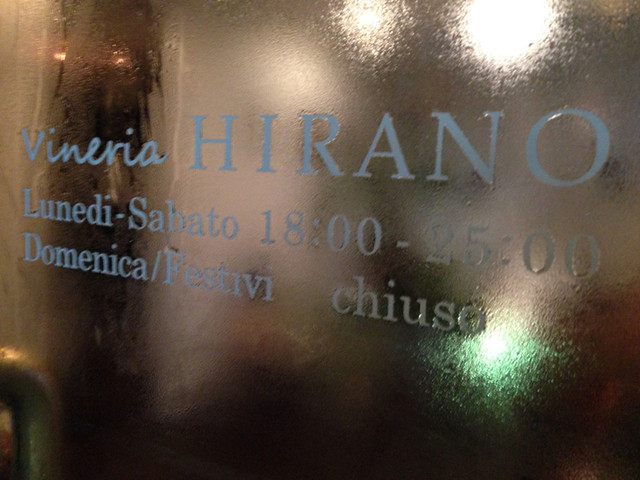 Vineria HIRANO
Lunedi-Sabato 18:00 - 25:00
Domenica/Festivi chiuso